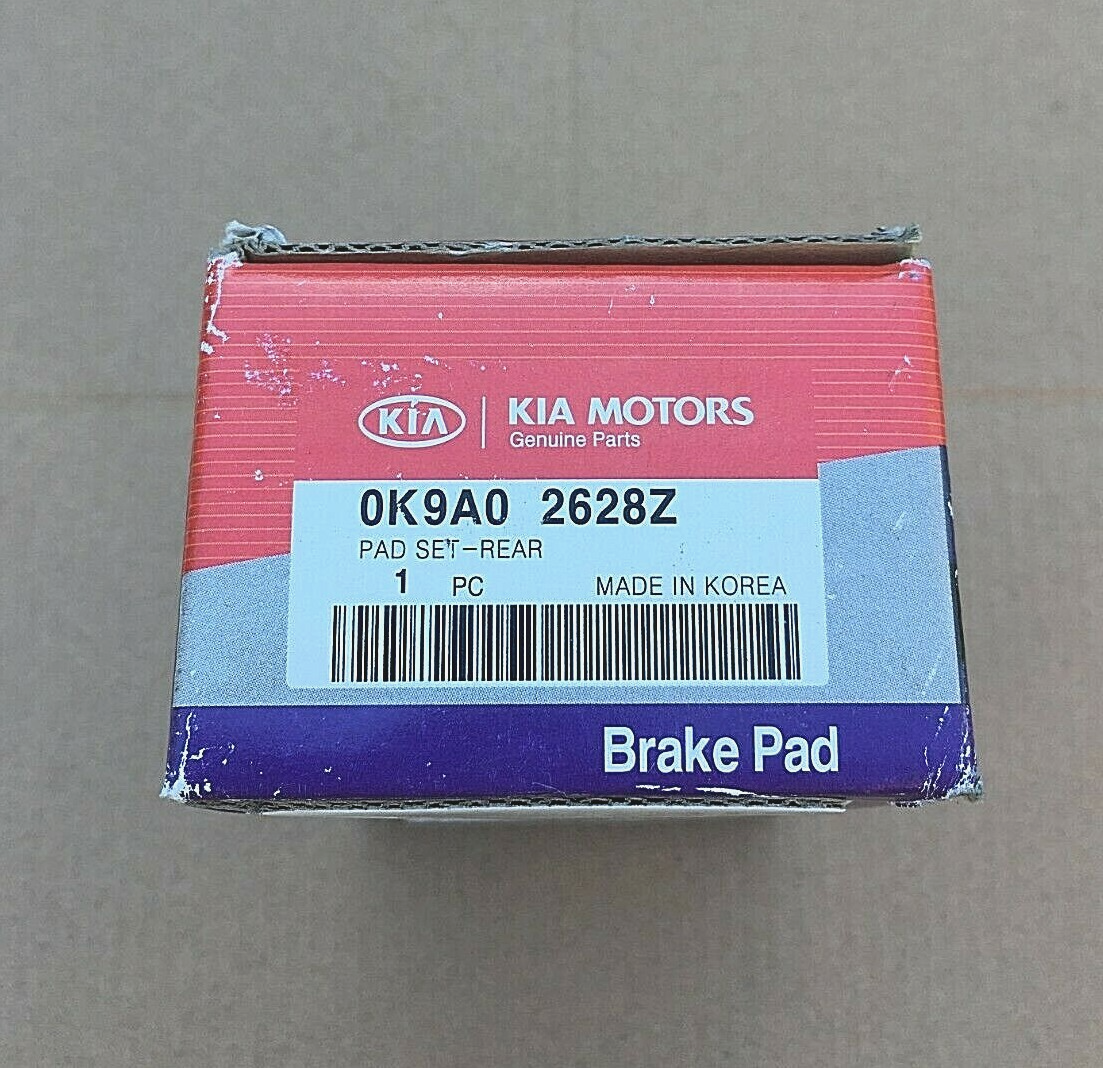 KIA KIA MOTORS
Genuine Parts
0K9A0 2628Z
PAD SET-REAR
1 PC MADE IN KOREA
Brake Pad